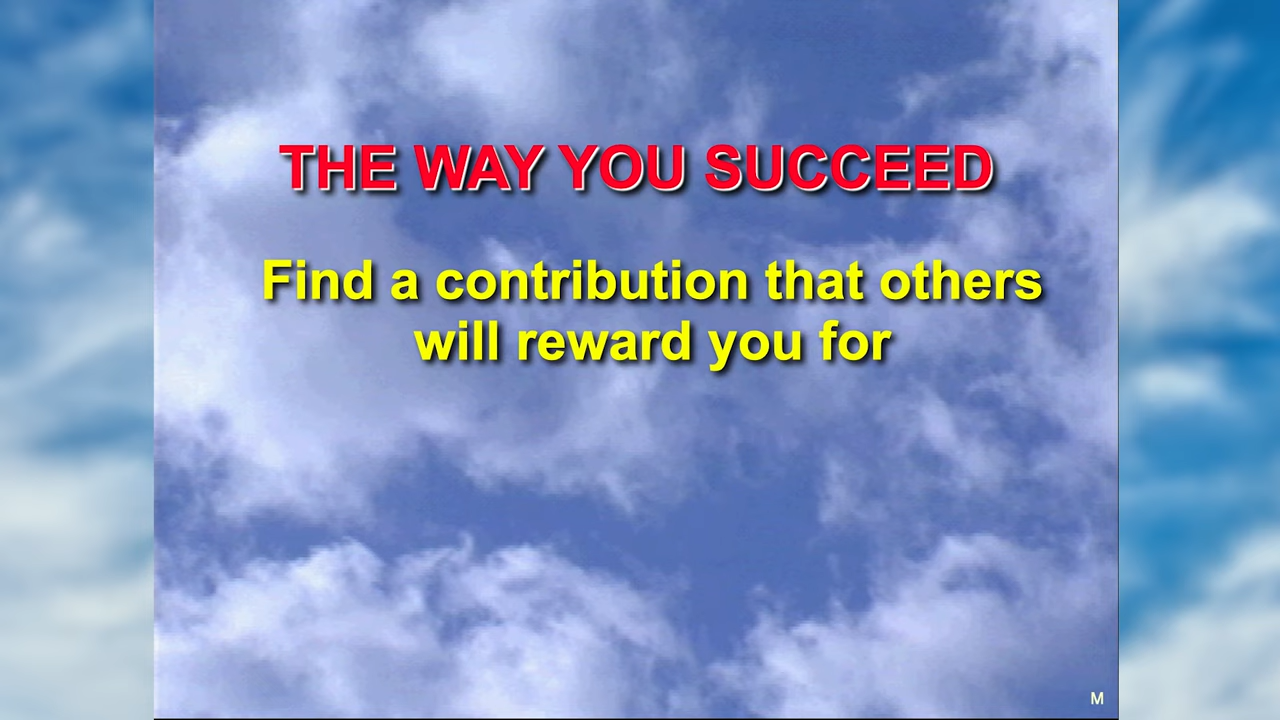 THE WAY YOU SUCCEED
Find a contribution that others
will reward you for
M